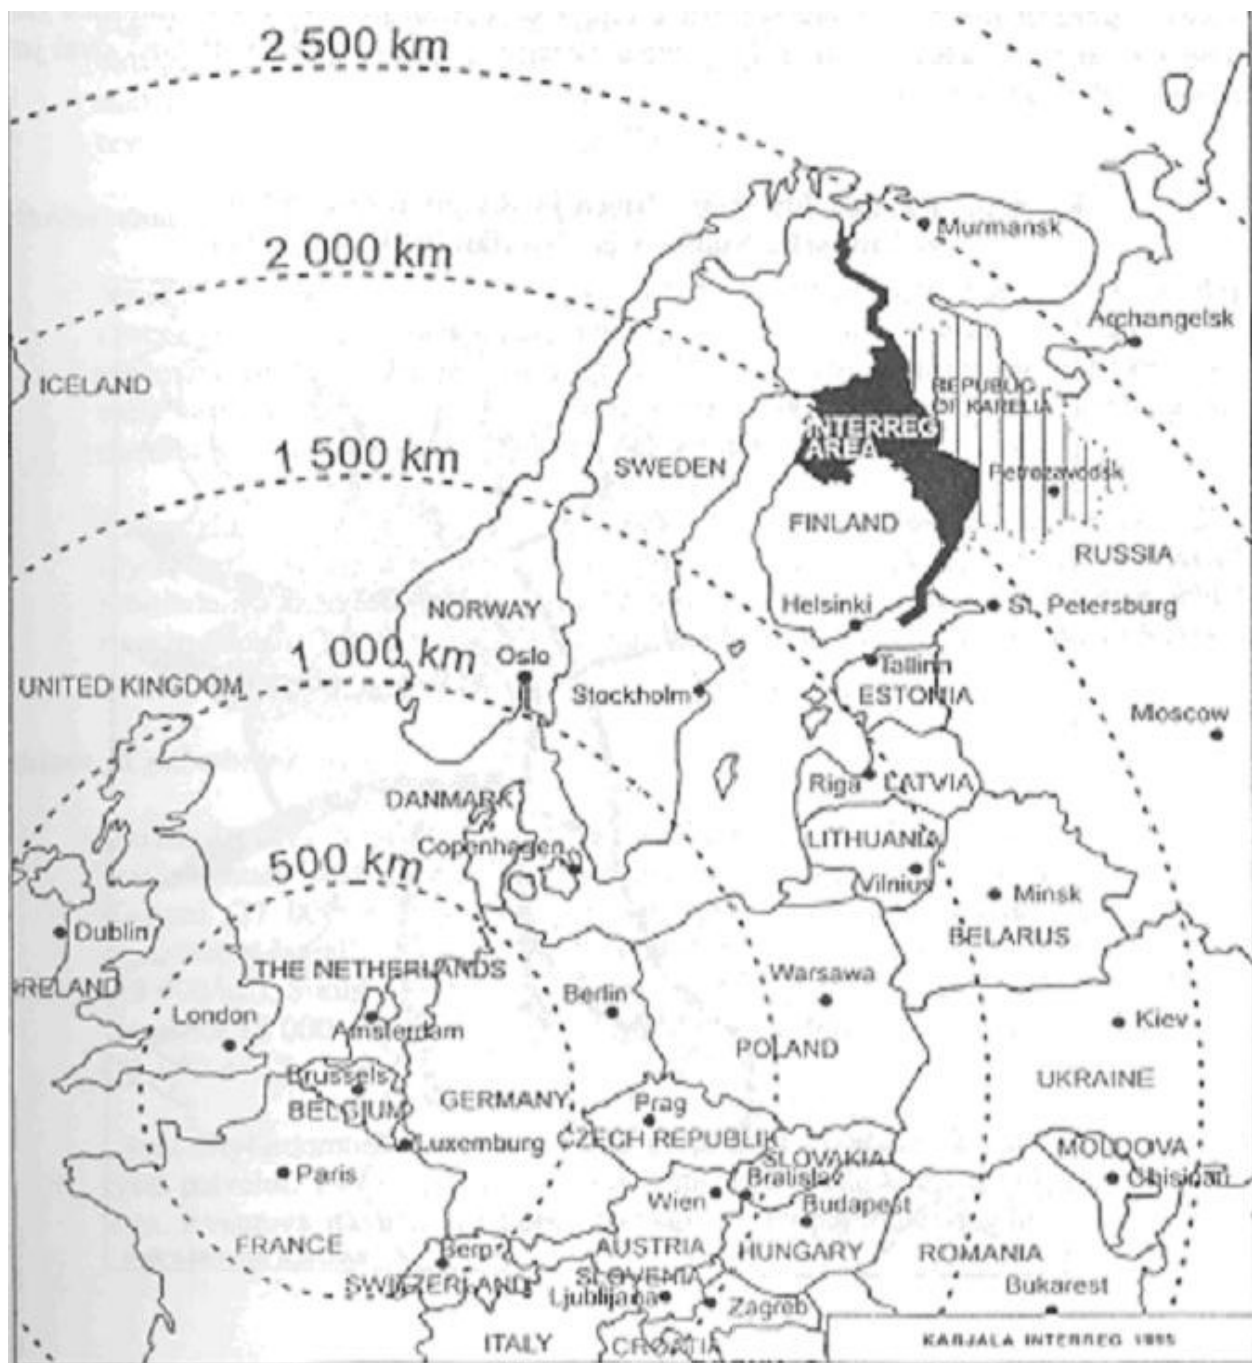 2 500 km
2 000 km
Murmansk
Archangelsk
ICELAND
REPUBLIC
OF KARELIA
INTERREG
AREA
1 500 km
SWEDEN
Petrozavodsk
FINLAND
RUSSIA
NORWAY
Helsinki
St. Petersburg
1 000 km
Oslo
Tallinn
UNITED KINGDOM
Stockholm
ESTONIA
Moscow
Riga
LATVIA
DANMARK
LITHUANIA
Copenhagen
500 km
Vilnius
Minsk
Dublin
BELARUS
THE NETHERLANDS
Warsawa
IRELAND
Berlin
London
Amsterdam
Kiev
POLAND
Brussels
UKRAINE
BELGIUM
GERMANY
Prag
Luxemburg
CZECH REPUBLIK
MOLDOVA
SLOVAKIA
Paris
Bratislav
Chisinau
Wien
Budapest
FRANCE
Bern
AUSTRIA
HUNGARY
ROMANIA
SWITZERLAND
SLOVENIA
Ljublijana
Zagreb
Bukarest
ITALY
CROATIA
KARJALA INTERREG 1995